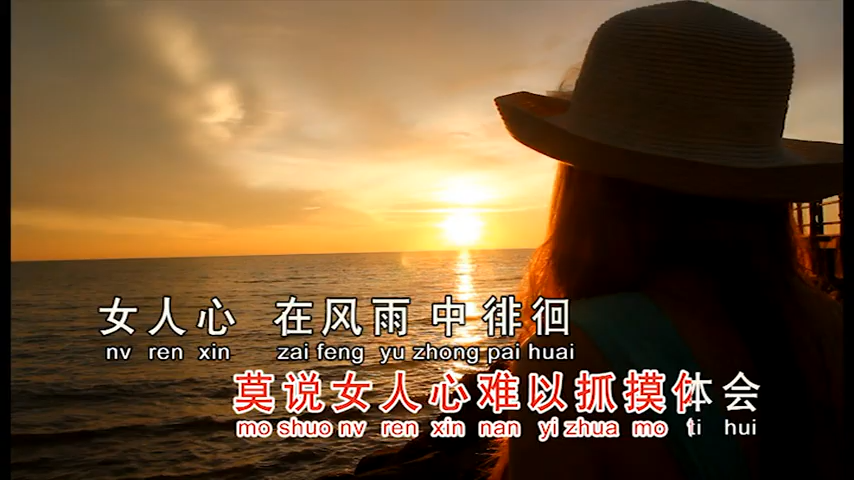 女人心 在风雨中徘徊
nv ren xin zai feng yu zhong pai huai
莫说女人心难以抓摸体会
mo shuo nv ren xin nan yi zhua mo ti hui